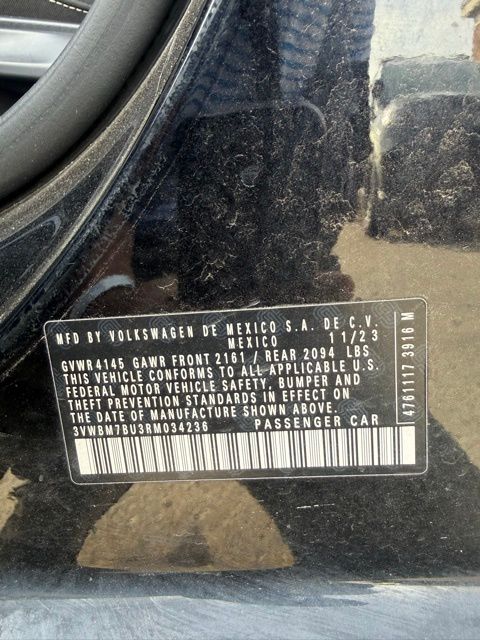 MFD BY VOLKSWAGEN DE MEXICO S.A. DE C.V.
MEXICO 11/23
GVWR 4145 GAWR FRONT 2161 / REAR 2094 LBS
THIS VEHICLE CONFORMS TO ALL APPLICABLE U.S.
FEDERAL MOTOR VEHICLE SAFETY, BUMPER AND
THEFT PREVENTION STANDARDS IN EFFECT ON
THE DATE OF MANUFACTURE SHOWN ABOVE.
3VWBM7BU3RM034236 PASSENGER CAR
4761117 3916 M